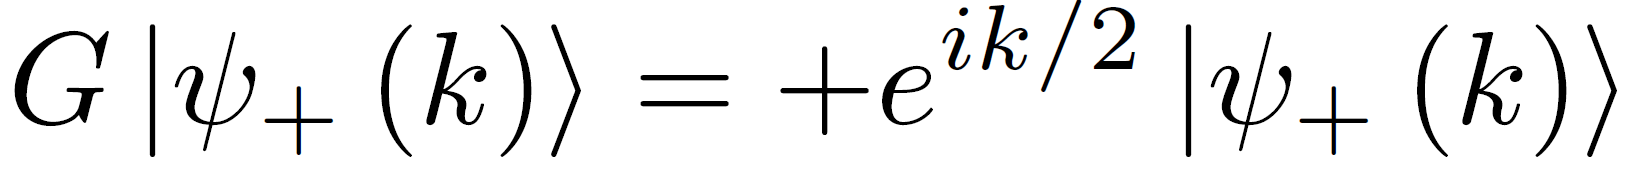 G |ψ₊ (k)⟩ = +e^{ik/2} |ψ₊ (k)⟩